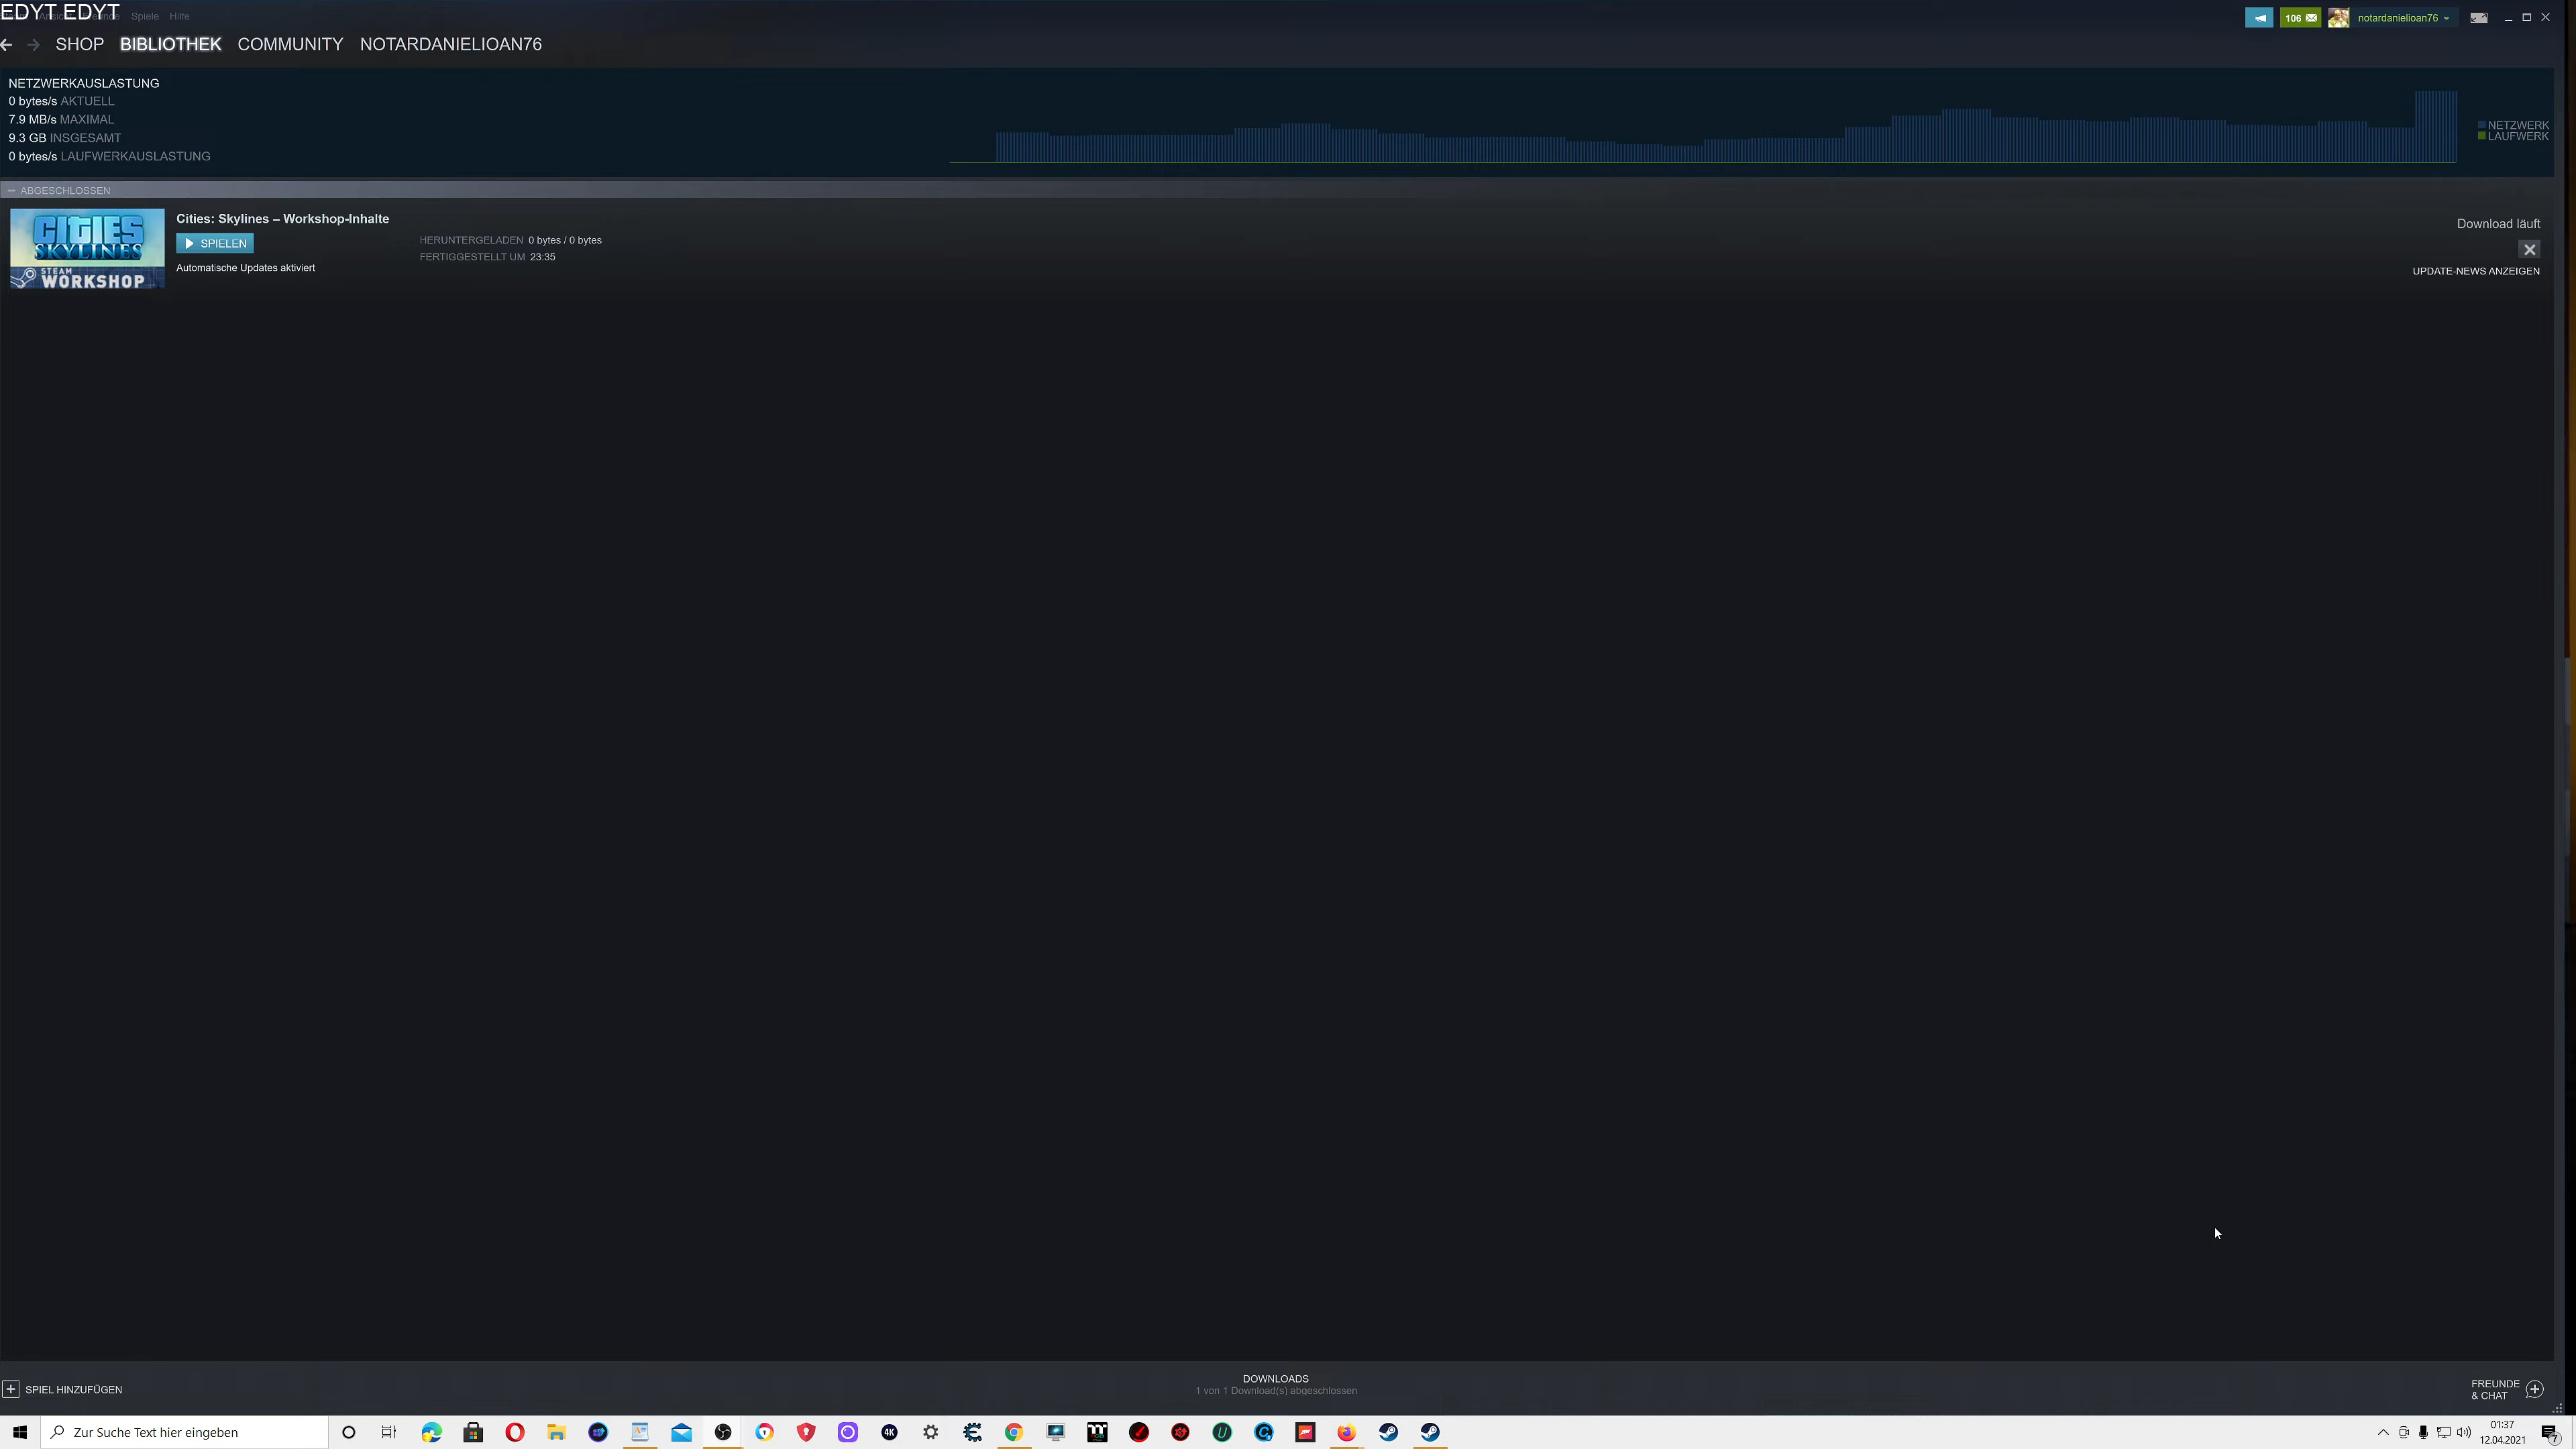 EDYT EDYT
Spiele Hilfe
106
notardanielioan76
SHOP BIBLIOTHEK COMMUNITY NOTARDANIELIOAN76
NETZWERKAUSLASTUNG
0 bytes/s AKTUELL
7.9 MB/s MAXIMAL
9.3 GB INSGESAMT
0 bytes/s LAUFWERKAUSLASTUNG
NETZWERK
LAUFWERK
ABGESCHLOSSEN
CITIES
SKYLINES
STEAM
WORKSHOP
Cities: Skylines – Workshop-Inhalte
SPIELEN
Automatische Updates aktiviert
HERUNTERGELADEN 0 bytes / 0 bytes
FERTIGGESTELLT UM 23:35
Download läuft
UPDATE-NEWS ANZEIGEN
SPIEL HINZUFÜGEN
DOWNLOADS
1 von 1 Download(s) abgeschlossen
FREUNDE
& CHAT
Zur Suche Text hier eingeben
4K
01:37
12.04.2021
7